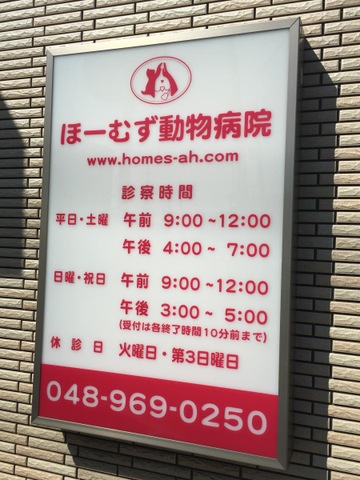 ほーむず動物病院
www.homes-ah.com
診察時間
平日・土曜 午前 9:00~12:00
午後 4:00~ 7:00
日曜・祝日 午前 9:00~12:00
午後 3:00~ 5:00
(受付は各終了時間10分前まで)
休診日 火曜日・第3日曜日
048-969-0250